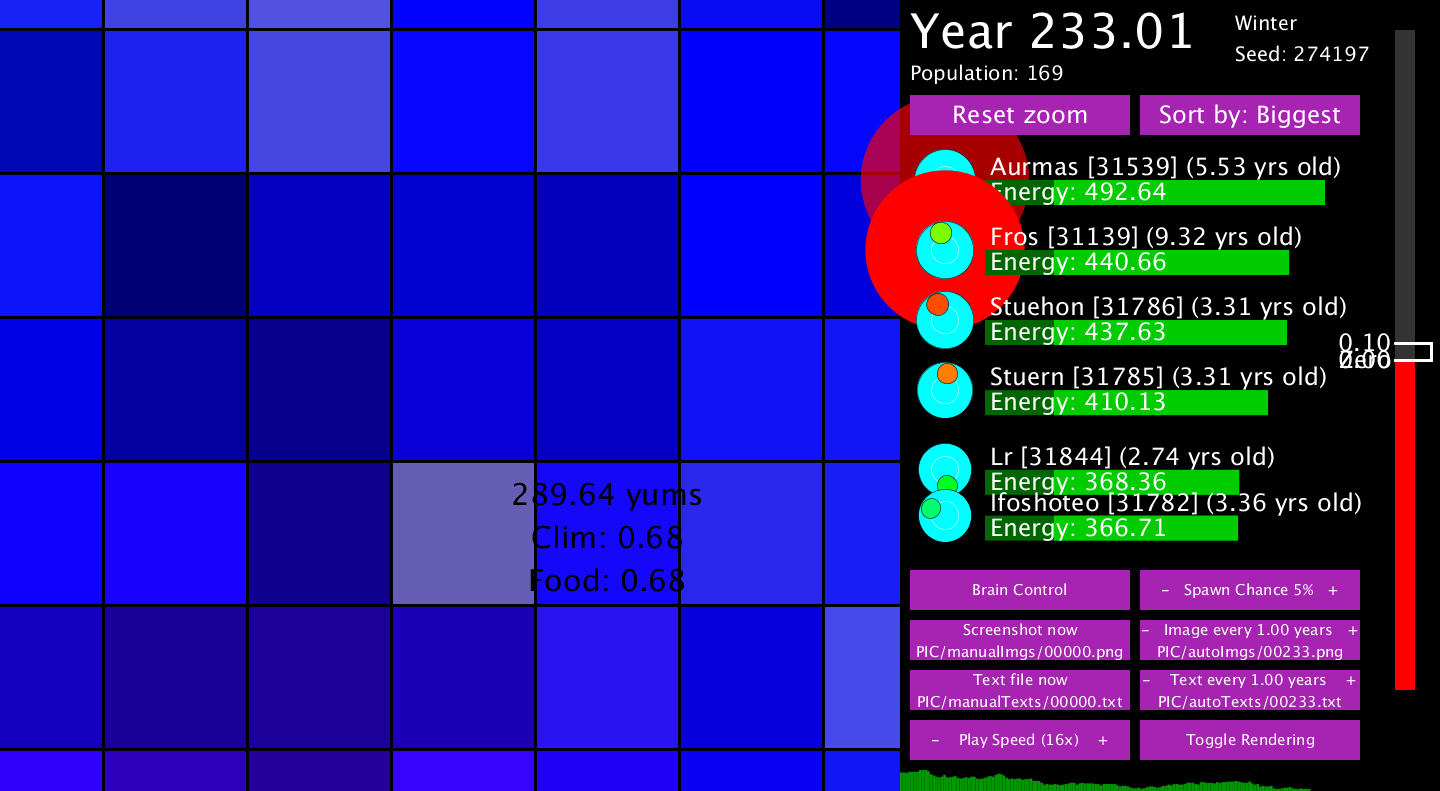 Year 233.01
Winter
Seed: 274197
Population: 169
Reset zoom
Sort by: Biggest
Aurmas [31539] (5.53 yrs old)
Energy: 492.64
Fros [31139] (9.32 yrs old)
Energy: 440.66
Stuehon [31786] (3.31 yrs old)
Energy: 437.63
Stuern [31785] (3.31 yrs old)
Energy: 410.13
Lr [31844] (2.74 yrs old)
Energy: 368.36
Ifoshoteo [31782] (3.36 yrs old)
Energy: 366.71
0.10
289.64 yums
Clim: 0.68
Food: 0.68
Brain Control
- Spawn Chance 5% +
Screenshot now
PIC/manualImgs/00000.png
- Image every 1.00 years +
PIC/autoImgs/00233.png
Text file now
PIC/manualTexts/00000.txt
- Text every 1.00 years +
PIC/autoTexts/00233.txt
- Play Speed (16x) +
Toggle Rendering